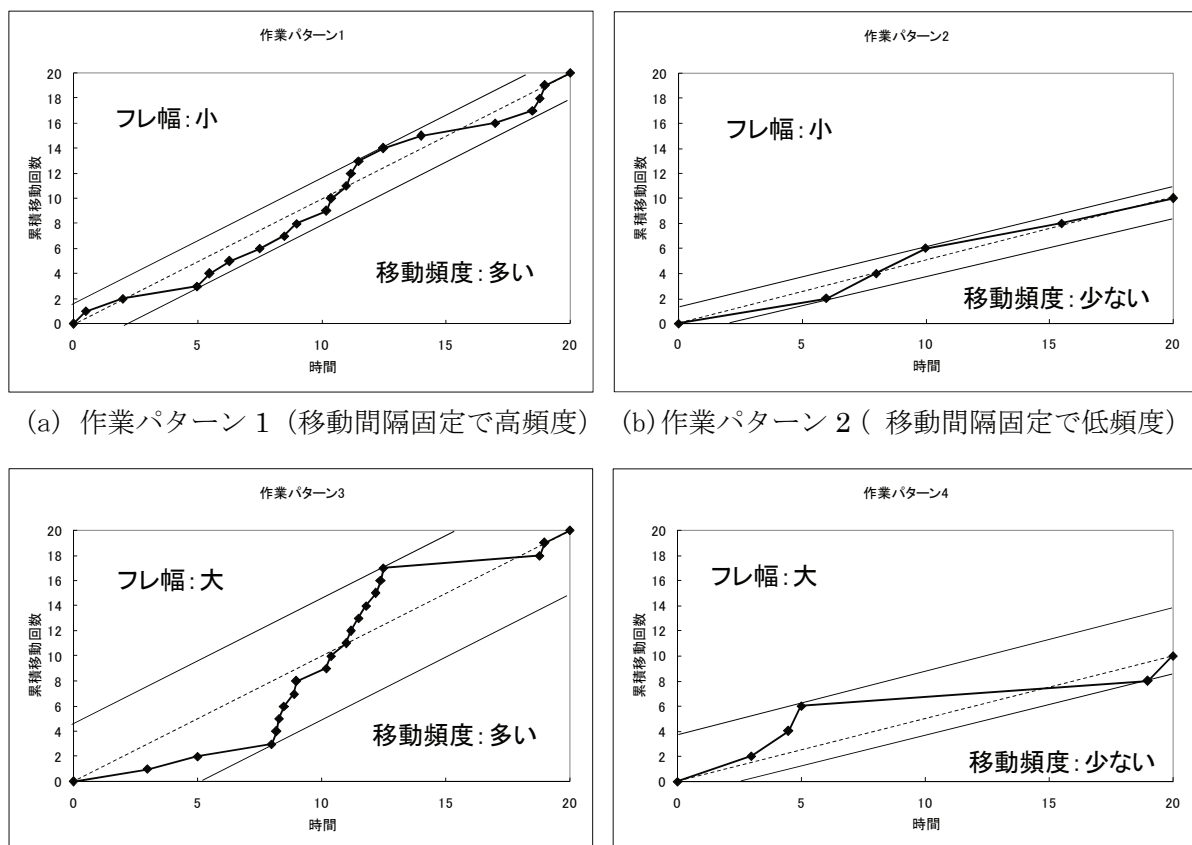 作業パターン1
フレ幅：小
移動頻度：多い
累積移動回数
20
18
16
14
12
10
8
6
4
2
0
0 5 10 15 20
時間
作業パターン2
フレ幅：小
移動頻度：少ない
累積移動回数
20
18
16
14
12
10
8
6
4
2
0
0 5 10 15 20
時間
(a) 作業パターン 1（移動間隔固定で高頻度）
(b)作業パターン 2 ( 移動間隔固定で低頻度）
作業パターン3
フレ幅：大
移動頻度：多い
累積移動回数
20
18
16
14
12
10
8
6
4
2
0
0 5 10 15 20
時間
作業パターン4
フレ幅：大
移動頻度：少ない
累積移動回数
20
18
16
14
12
10
8
6
4
2
0
0 5 10 15 20
時間